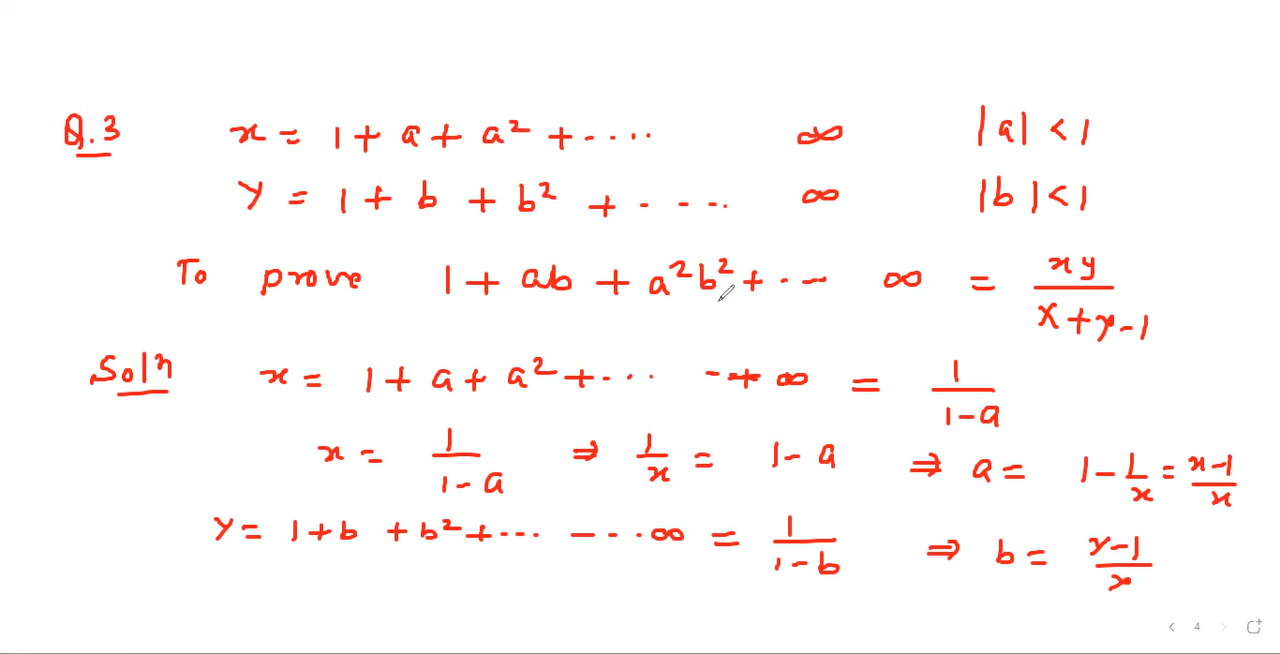 Q.3 x = 1 + a + a² + ..... ∞ |a| < 1
y = 1 + b + b² + ..... ∞ |b| < 1
To prove 1 + ab + a²b² + ..... ∞ = xy/(x+y-1)
Soln x = 1 + a + a² + ... -+ ∞ = 1/(1-a)
x = 1/(1-a) ⇒ 1/x = 1-a ⇒ a = 1 - 1/x = (x-1)/x
y = 1 + b + b² + ... --... ∞ = 1/(1-b) ⇒ b = (y-1)/y
4